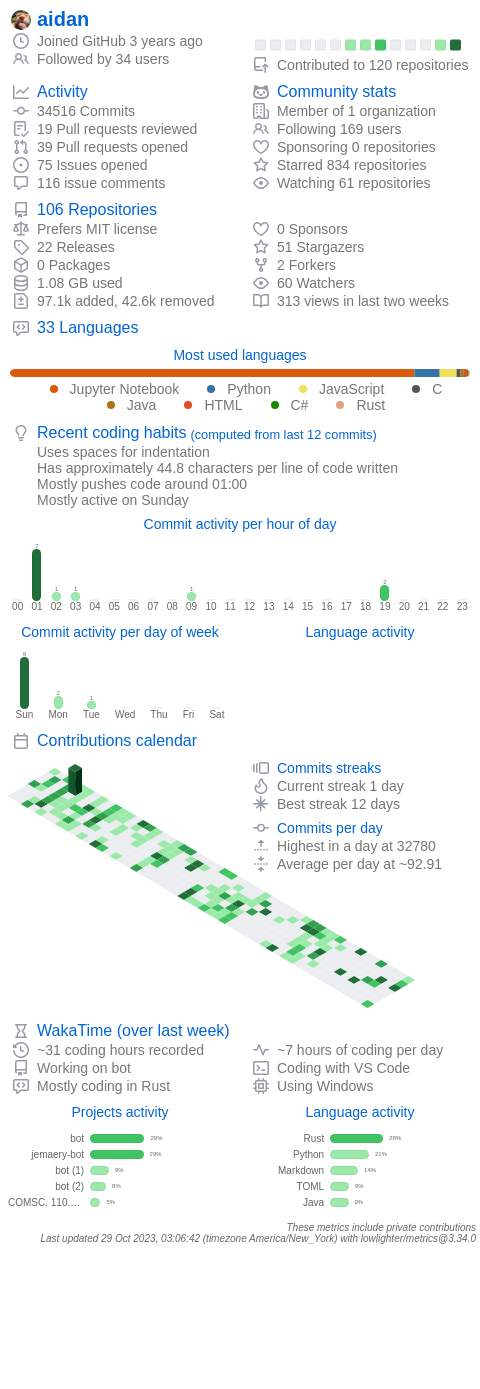 aidan
Joined GitHub 3 years ago
Followed by 34 users
Contributed to 120 repositories
Activity
34516 Commits
19 Pull requests reviewed
39 Pull requests opened
75 Issues opened
116 issue comments
Community stats
Member of 1 organization
Following 169 users
Sponsoring 0 repositories
Starred 834 repositories
Watching 61 repositories
106 Repositories
Prefers MIT license
22 Releases
0 Packages
1.08 GB used
97.1k added, 42.6k removed
0 Sponsors
51 Stargazers
2 Forkers
60 Watchers
313 views in last two weeks
33 Languages
Most used languages
Jupyter Notebook Python JavaScript C
Java HTML C# Rust
Recent coding habits (computed from last 12 commits)
Uses spaces for indentation
Has approximately 44.8 characters per line of code written
Mostly pushes code around 01:00
Mostly active on Sunday
Commit activity per hour of day
7 1 1 1 2
00 01 02 03 04 05 06 07 08 09 10 11 12 13 14 15 16 17 18 19 20 21 22 23
Commit activity per day of week
9 2 1
Sun Mon Tue Wed Thu Fri Sat
Language activity
Contributions calendar
Commits streaks
Current streak 1 day
Best streak 12 days
Commits per day
Highest in a day at 32780
Average per day at ~92.91
WakaTime (over last week)
~31 coding hours recorded
Working on bot
Mostly coding in Rust
~7 hours of coding per day
Coding with VS Code
Using Windows
Projects activity
bot 29%
jemaery-bot 29%
bot (1) 9%
bot (2) 8%
COMSC. 110.… 5%
Language activity
Rust 28%
Python 21%
Markdown 14%
TOML 9%
Java 9%
These metrics include private contributions
Last updated 29 Oct 2023, 03:06:42 (timezone America/New_York) with lowlighter/metrics@3.34.0